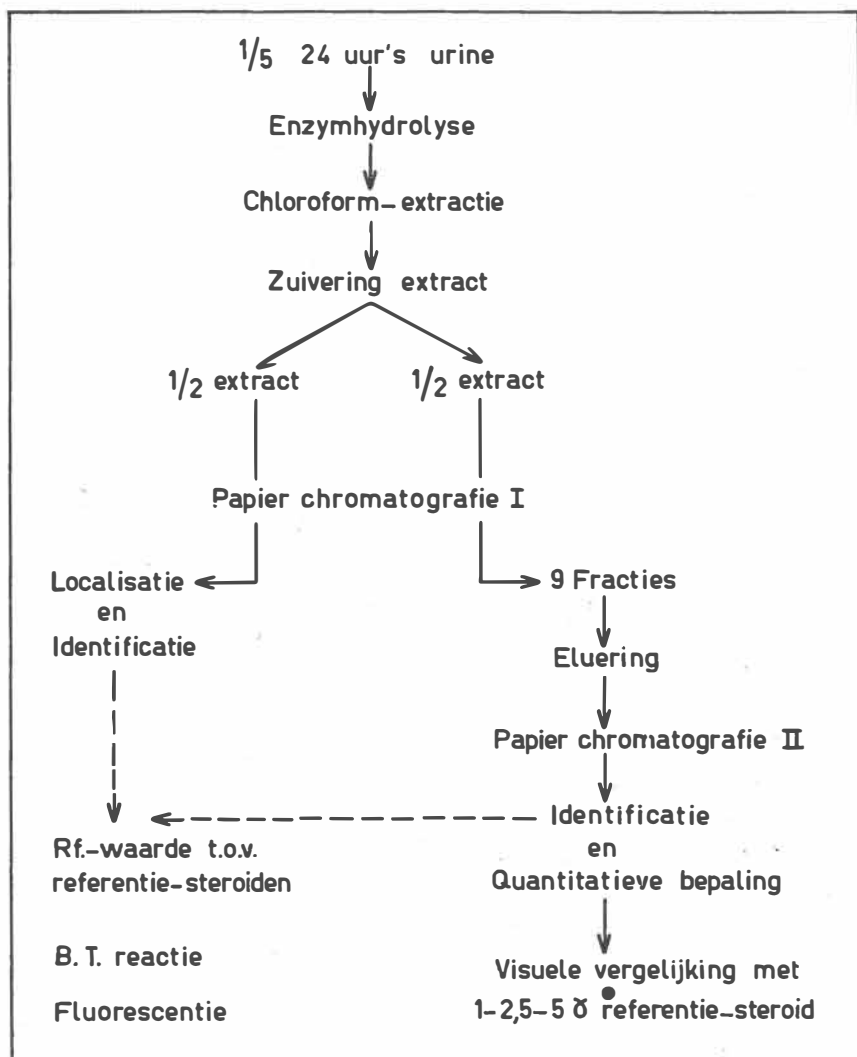 1/5 24 uur's urine
Enzymhydrolyse
Chloroform-extractie
Zuivering extract
1/2 extract
1/2 extract
Papier chromatografie I
Localisatie
en
Identificatie
9 Fracties
Eluering
Papier chromatografie II
Identificatie
en
Quantitatieve bepaling
Rf.-waarde t.o.v.
referentie-steroiden
B.T. reactie
Fluorescentie
Visuele vergelijking met
1-2,5-5 γ referentie-steroid